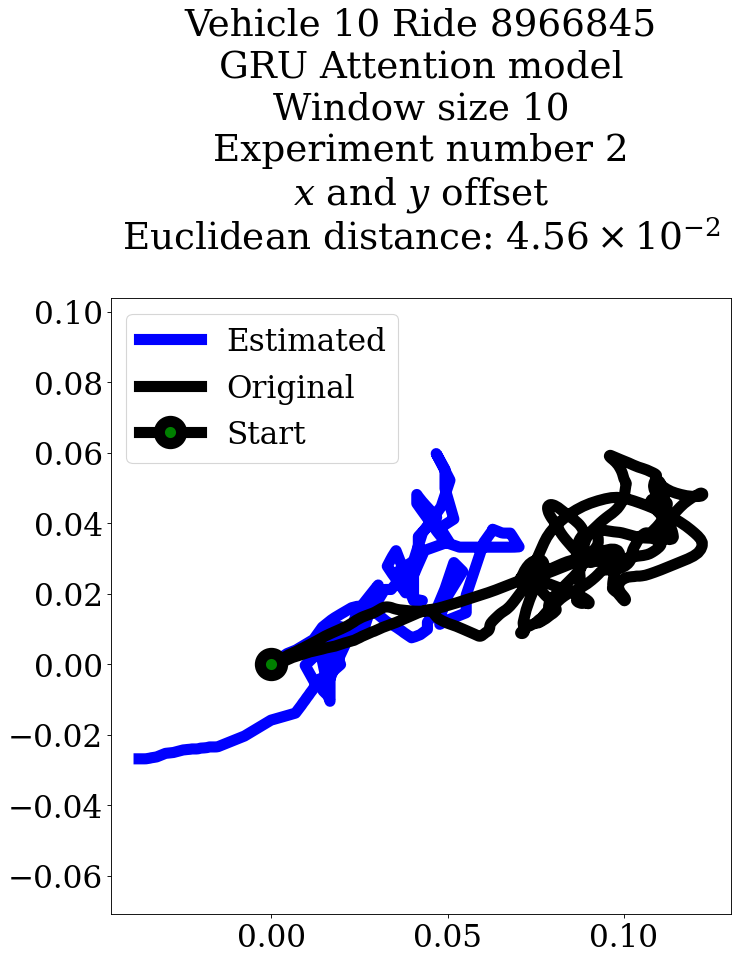 Vehicle 10 Ride 8966845
GRU Attention model
Window size 10
Experiment number 2
x and y offset
Euclidean distance: 4.56 × 10⁻²
Estimated
Original
Start
0.10
0.08
0.06
0.04
0.02
0.00
−0.02
−0.04
−0.06
0.00 0.05 0.10